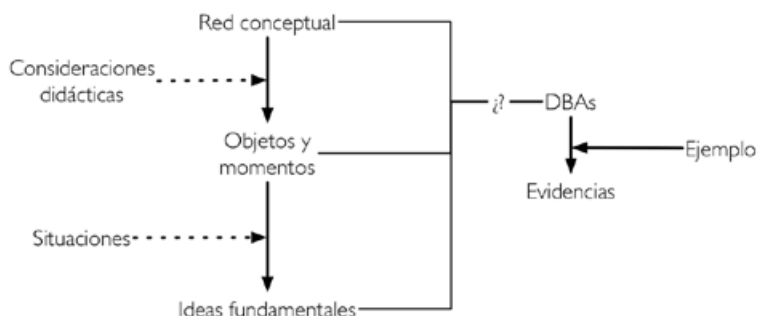 Red conceptual
Consideraciones
didácticas
Objetos y
momentos
Situaciones
Ideas fundamentales
¿?
DBAs
Ejemplo
Evidencias